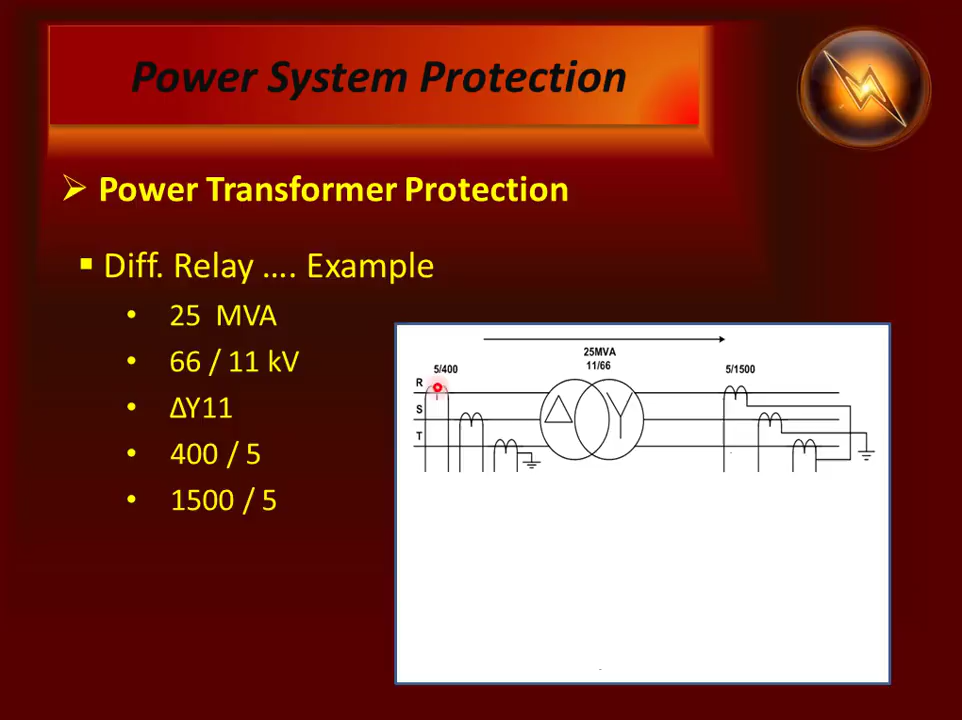 Power System Protection
➢ Power Transformer Protection
▪ Diff. Relay .... Example
• 25 MVA
• 66 / 11 kV
• ΔY11
• 400 / 5
• 1500 / 5
25MVA
11/66
5/400
5/1500
R
S
T